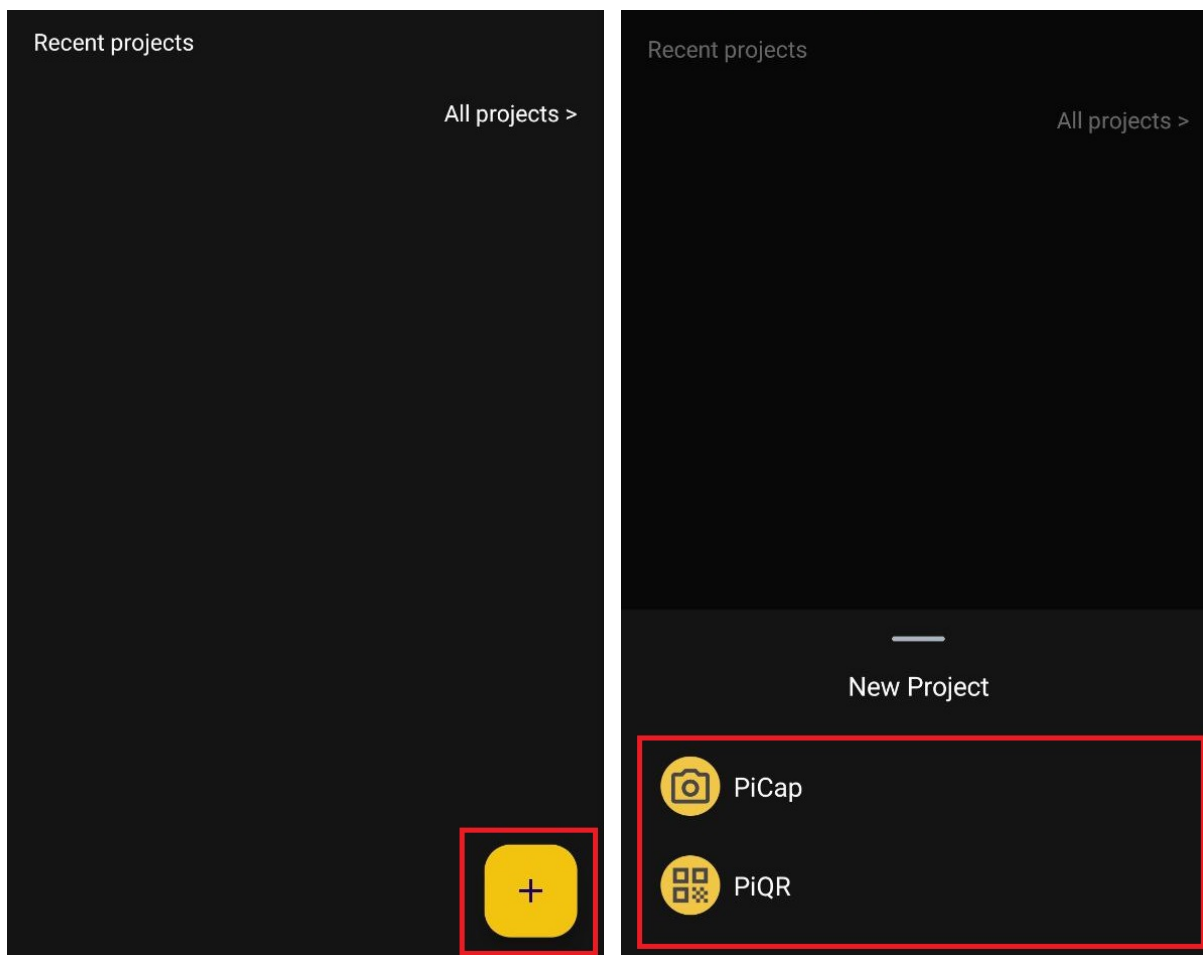 Recent projects
All projects >
+
Recent projects
All projects >
New Project
PiCap
PiQR